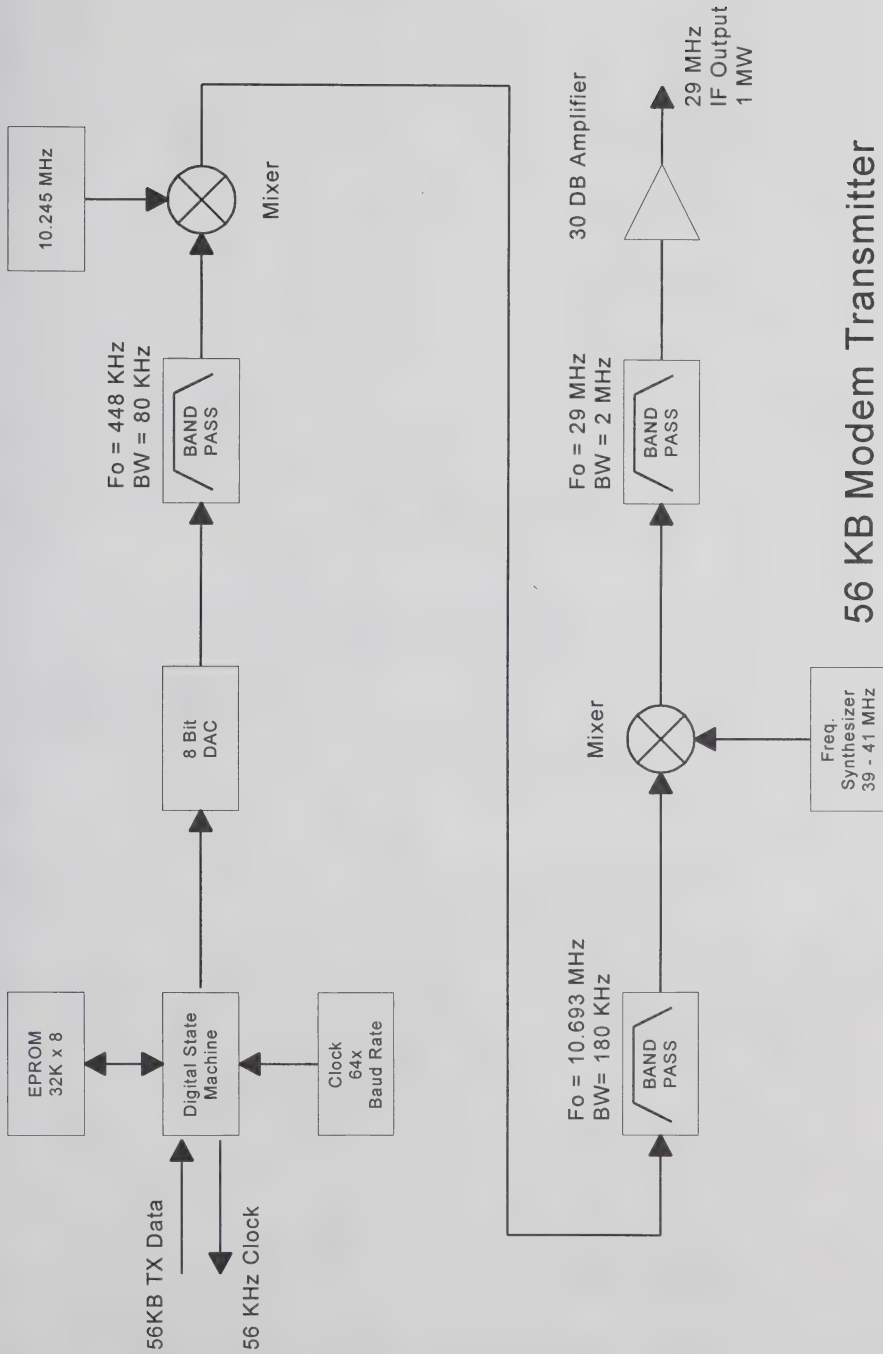 EPROM
32K x 8
56KB TX Data
56 KHz Clock
Digital State
Machine
Clock
64x
Baud Rate
8 Bit
DAC
Fo = 448 KHz
BW = 80 KHz
BAND
PASS
10.245 MHz
Mixer
Fo = 10.693 MHz
BW= 180 KHz
BAND
PASS
Mixer
Freq.
Synthesizer
39 - 41 MHz
Fo = 29 MHz
BW = 2 MHz
BAND
PASS
30 DB Amplifier
29 MHz
IF Output
1 MW
56 KB Modem Transmitter